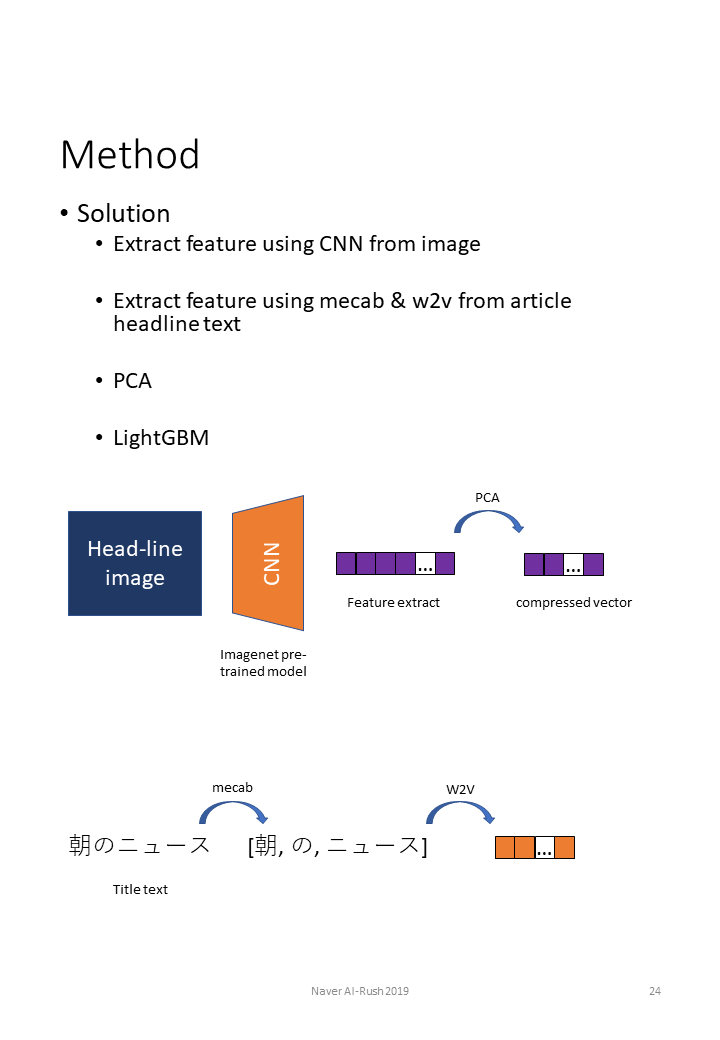 Method
• Solution
• Extract feature using CNN from image
• Extract feature using mecab & w2v from article
headline text
• PCA
• LightGBM
PCA
Head-line
image
CNN
...
...
Feature extract
compressed vector
Imagenet pre-
trained model
mecab
W2V
朝のニュース
[朝, の, ニュース]
...
Title text
Naver AI-Rush 2019
24